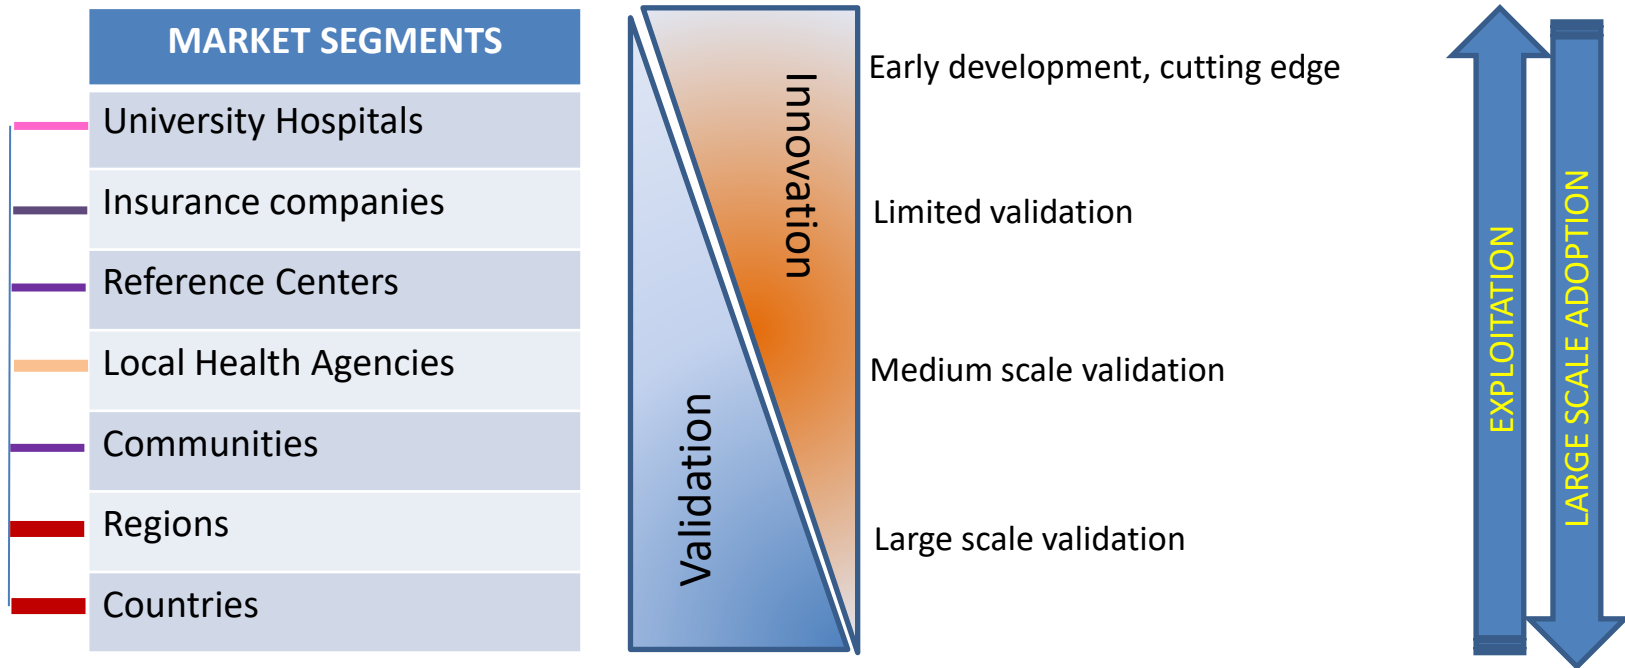 MARKET SEGMENTS
University Hospitals
Insurance companies
Reference Centers
Local Health Agencies
Communities
Regions
Countries
Innovation
Validation
Early development, cutting edge
Limited validation
Medium scale validation
Large scale validation
EXPLOITATION
LARGE SCALE ADOPTION